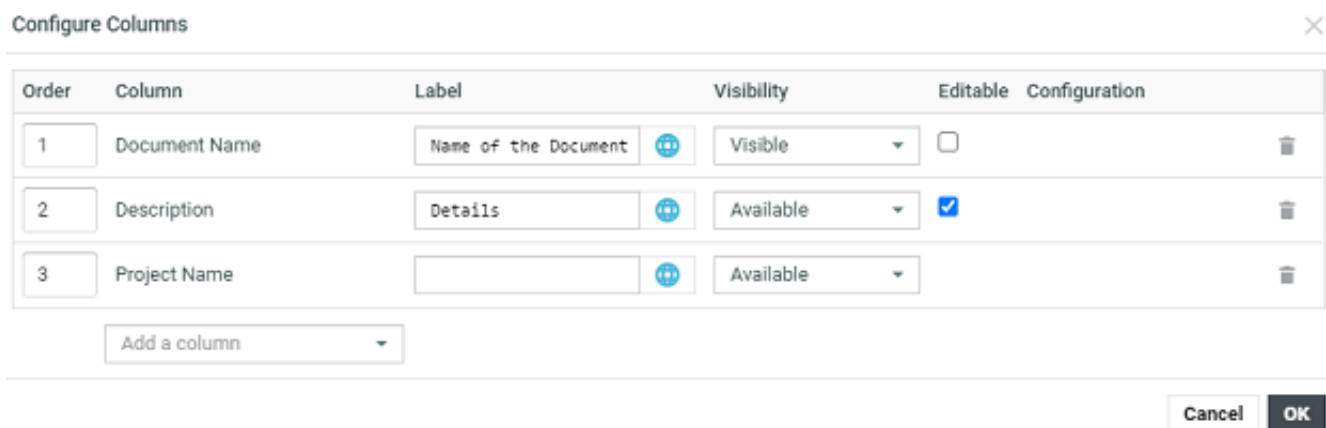 Configure Columns
Order Column Label Visibility Editable Configuration
1 Document Name Name of the Document Visible
2 Description Details Available
3 Project Name Available
Add a column
Cancel OK